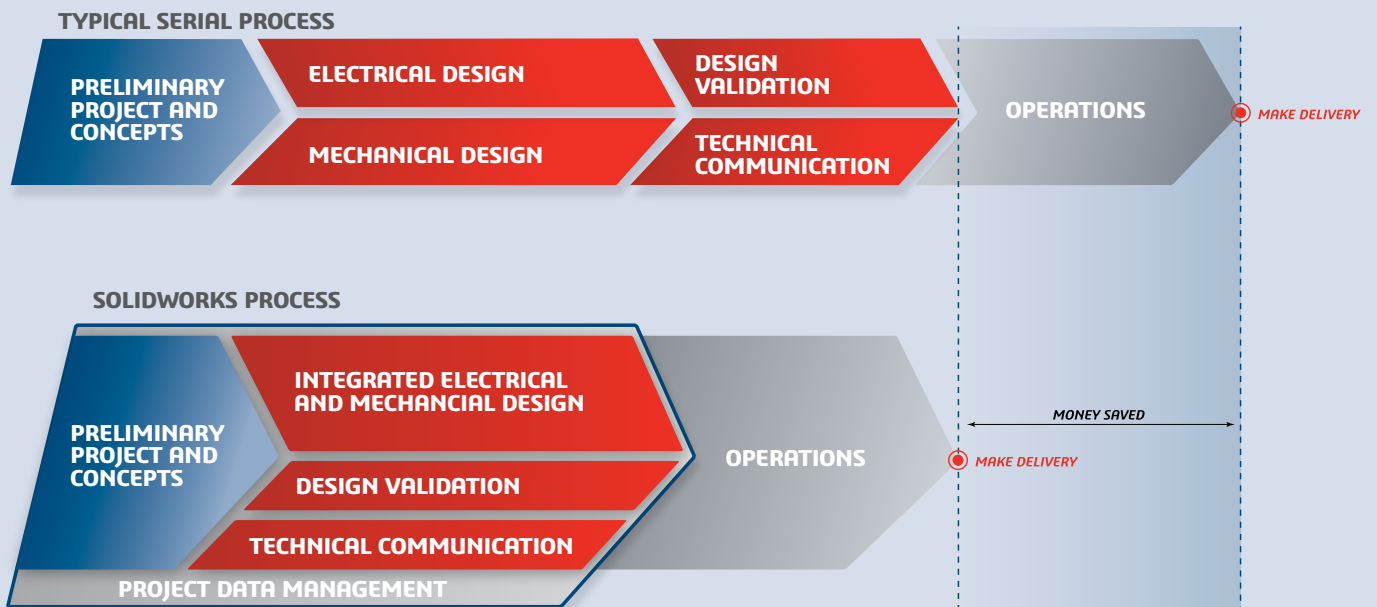 TYPICAL SERIAL PROCESS
PRELIMINARY
PROJECT AND
CONCEPTS
ELECTRICAL DESIGN
MECHANICAL DESIGN
DESIGN
VALIDATION
TECHNICAL
COMMUNICATION
OPERATIONS
MAKE DELIVERY
SOLIDWORKS PROCESS
PRELIMINARY
PROJECT AND
CONCEPTS
INTEGRATED ELECTRICAL
AND MECHANCIAL DESIGN
DESIGN VALIDATION
TECHNICAL COMMUNICATION
PROJECT DATA MANAGEMENT
OPERATIONS
MAKE DELIVERY
MONEY SAVED